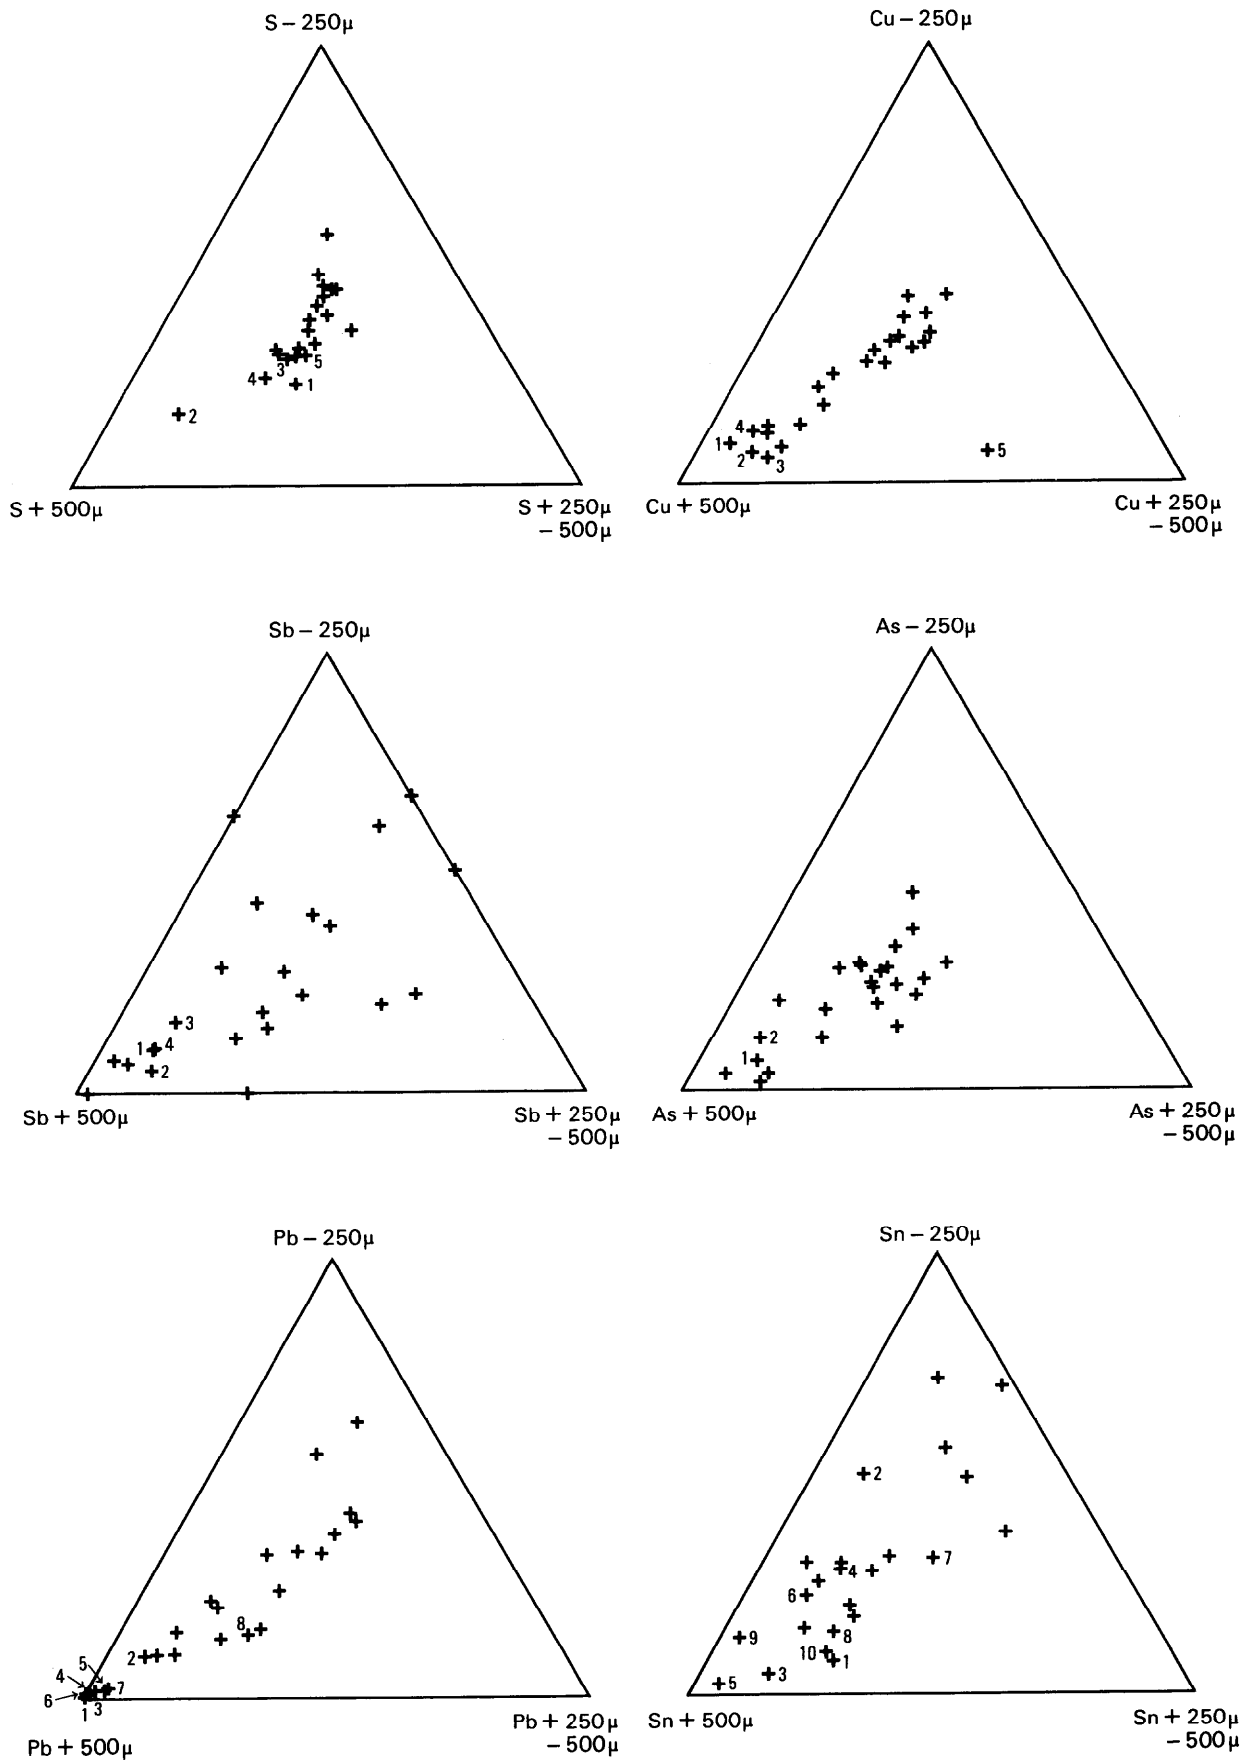 S – 250μ
4
3
5
1
2
S + 500μ
S + 250μ
– 500μ
Cu – 250μ
4
1
2
3
5
Cu + 500μ
Cu + 250μ
– 500μ
Sb – 250μ
3
1
4
2
Sb + 500μ
Sb + 250μ
– 500μ
As – 250μ
2
1
As + 500μ
As + 250μ
– 500μ
Pb – 250μ
8
2
5
4
7
6
1
3
Pb + 500μ
Pb + 250μ
– 500μ
Sn – 250μ
2
4
7
6
9
8
10
1
3
5
Sn + 500μ
Sn + 250μ
– 500μ